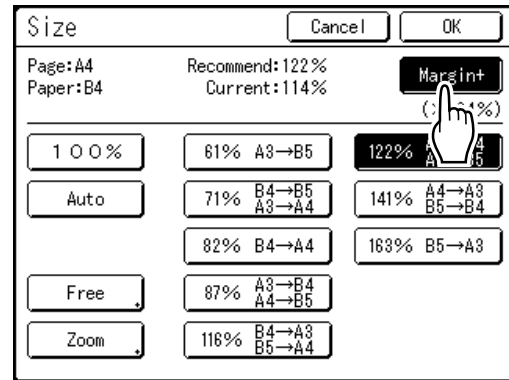 Size Cancel OK
Page:A4 Recommend:122% Margin+
Paper:B4 Current:114%
100% 61% A3→B5 122%
Auto 71% B4→B5 A3→A4 141% A4→A3 B5→B4
82% B4→A4 163% B5→A3
Free 87% A3→B4 A4→B5
Zoom 116% B4→A3 B5→A4